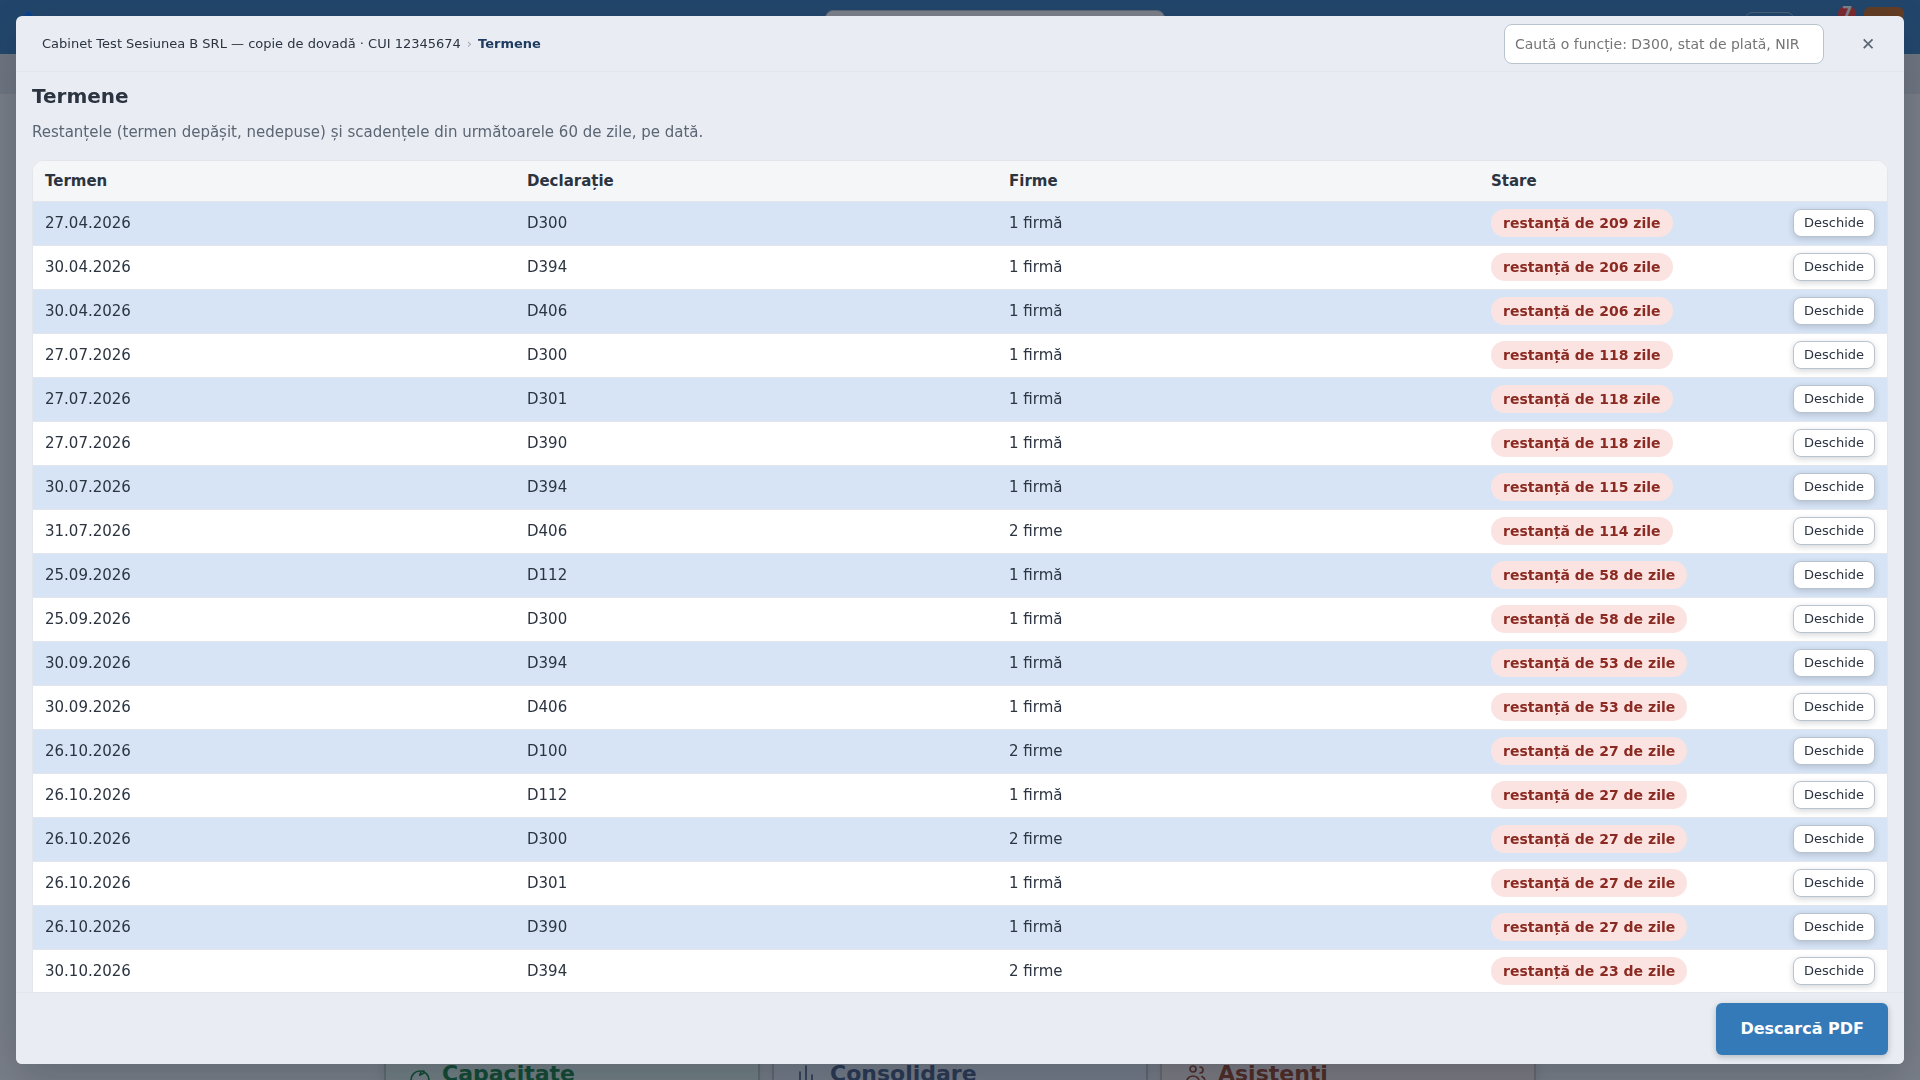 7
Cabinet Test Sesiunea B SRL — copie de dovadă · CUI 12345674 › Termene
Caută o funcție: D300, stat de plată, NIR
×
Termene
Restanțele (termen depășit, nedepuse) și scadențele din următoarele 60 de zile, pe dată.
Termen Declarație Firme Stare
27.04.2026 D300 1 firmă restanță de 209 zile Deschide
30.04.2026 D394 1 firmă restanță de 206 zile Deschide
30.04.2026 D406 1 firmă restanță de 206 zile Deschide
27.07.2026 D300 1 firmă restanță de 118 zile Deschide
27.07.2026 D301 1 firmă restanță de 118 zile Deschide
27.07.2026 D390 1 firmă restanță de 118 zile Deschide
30.07.2026 D394 1 firmă restanță de 115 zile Deschide
31.07.2026 D406 2 firme restanță de 114 zile Deschide
25.09.2026 D112 1 firmă restanță de 58 de zile Deschide
25.09.2026 D300 1 firmă restanță de 58 de zile Deschide
30.09.2026 D394 1 firmă restanță de 53 de zile Deschide
30.09.2026 D406 1 firmă restanță de 53 de zile Deschide
26.10.2026 D100 2 firme restanță de 27 de zile Deschide
26.10.2026 D112 1 firmă restanță de 27 de zile Deschide
26.10.2026 D300 2 firme restanță de 27 de zile Deschide
26.10.2026 D301 1 firmă restanță de 27 de zile Deschide
26.10.2026 D390 1 firmă restanță de 27 de zile Deschide
30.10.2026 D394 2 firme restanță de 23 de zile Deschide
Descarcă PDF
Capacitate Consolidare Asistenți